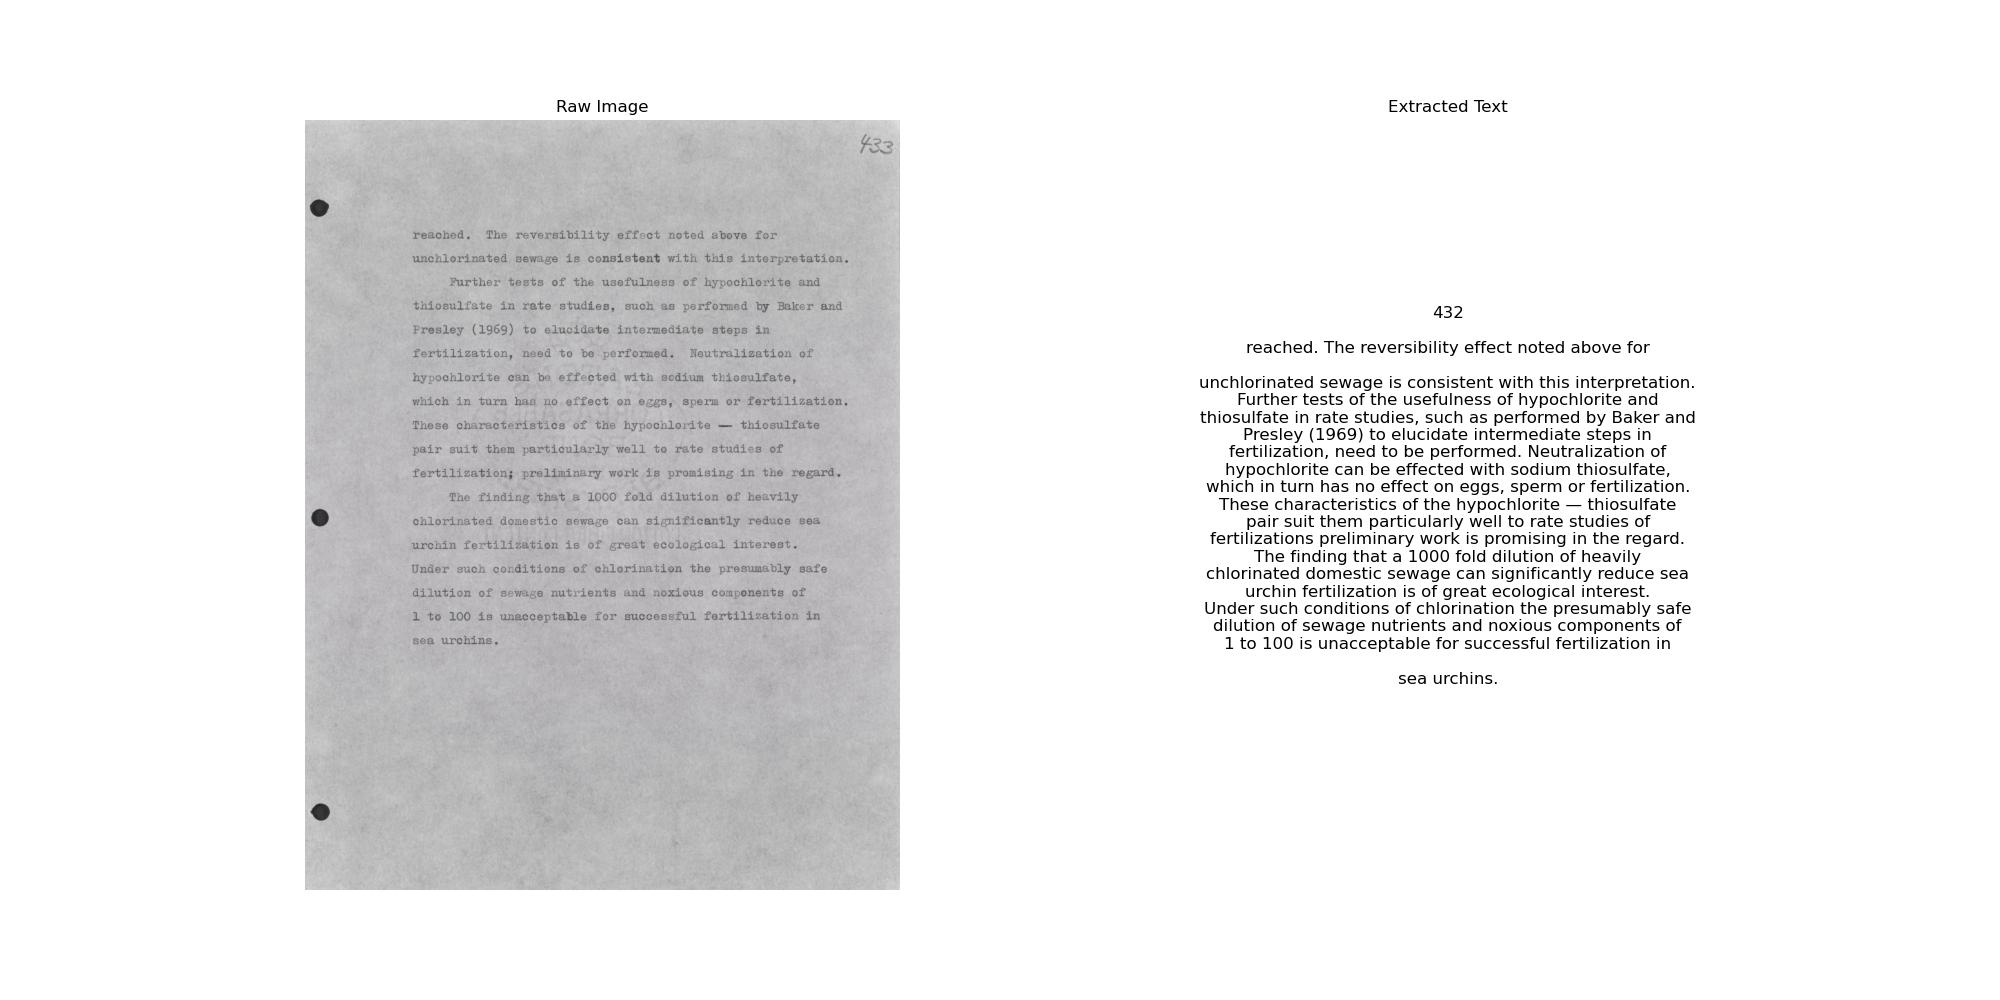 Raw Image
433
reached. The reversibility effect noted above for
unchlorinated sewage is consistent with this interpretation.
Further tests of the usefulness of hypochlorite and
thiosulfate in rate studies, such as performed by Baker and
Presley (1969) to elucidate intermediate steps in
fertilization, need to be performed. Neutralization of
hypochlorite can be effected with sodium thiosulfate,
which in turn has no effect on eggs, sperm or fertilization.
These characteristics of the hypochlorite — thiosulfate
pair suit them particularly well to rate studies of
fertilization; preliminary work is promising in the regard.
The finding that a 1000 fold dilution of heavily
chlorinated domestic sewage can significantly reduce sea
urchin fertilization is of great ecological interest.
Under such conditions of chlorination the presumably safe
dilution of sewage nutrients and noxious components of
1 to 100 is unacceptable for successful fertilization in
sea urchins.
Extracted Text
432
reached. The reversibility effect noted above for
unchlorinated sewage is consistent with this interpretation.
Further tests of the usefulness of hypochlorite and
thiosulfate in rate studies, such as performed by Baker and
Presley (1969) to elucidate intermediate steps in
fertilization, need to be performed. Neutralization of
hypochlorite can be effected with sodium thiosulfate,
which in turn has no effect on eggs, sperm or fertilization.
These characteristics of the hypochlorite — thiosulfate
pair suit them particularly well to rate studies of
fertilizations preliminary work is promising in the regard.
The finding that a 1000 fold dilution of heavily
chlorinated domestic sewage can significantly reduce sea
urchin fertilization is of great ecological interest.
Under such conditions of chlorination the presumably safe
dilution of sewage nutrients and noxious components of
1 to 100 is unacceptable for successful fertilization in
sea urchins.